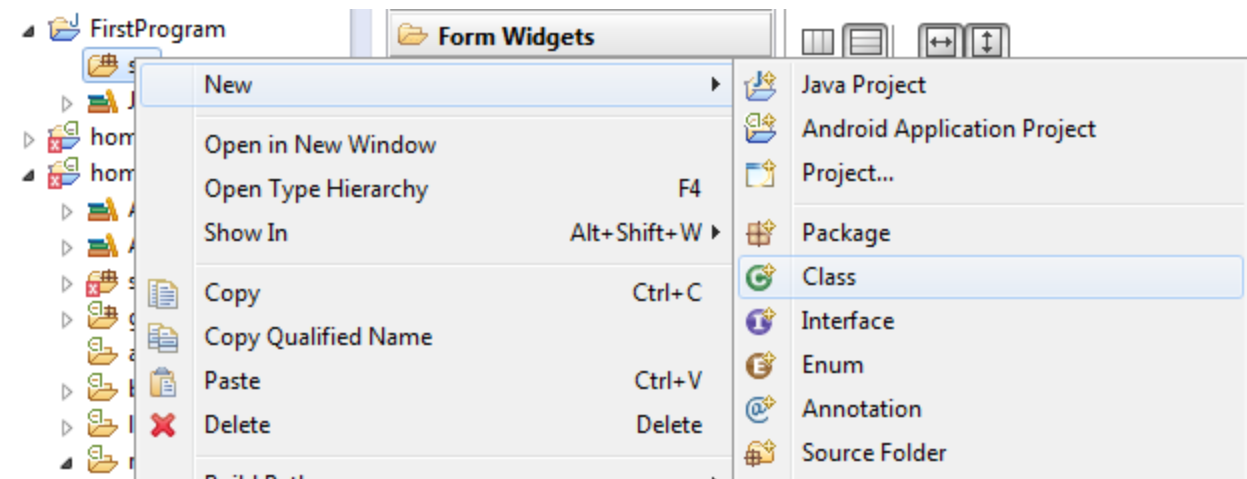 FirstProgram
Form Widgets
New
Open in New Window
Open Type Hierarchy F4
Show In Alt+Shift+W
Copy Ctrl+C
Copy Qualified Name
Paste Ctrl+V
Delete Delete
Java Project
Android Application Project
Project...
Package
Class
Interface
Enum
Annotation
Source Folder